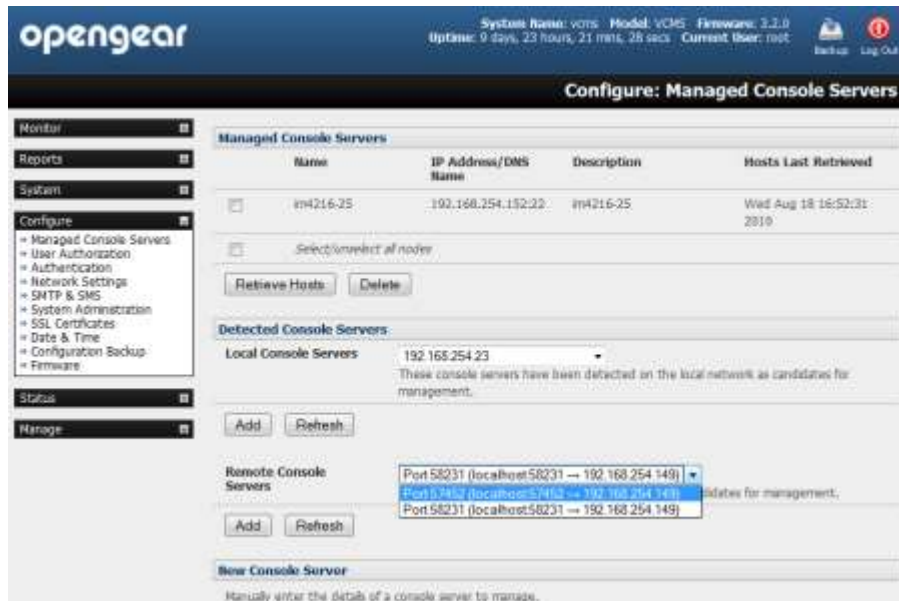 opengear
System Name: vcms Model: VCMS Firmware: 3.2.0
Uptime: 9 days, 23 hours, 21 mins, 28 secs Current User: root
Backup Log Out
Configure: Managed Console Servers
Monitor
Reports
System
Configure
Managed Console Servers
User Authorization
Authentication
Network Settings
SMTP & SMS
System Administration
SSL Certificates
Date & Time
Configuration Backup
Firmware
Status
Manage
Managed Console Servers
Name IP Address/DNS Name Description Hosts Last Retrieved
im4216-25 192.168.254.152:22 im4216-25 Wed Aug 18 16:52:31 2010
Select/unselect all nodes
Retrieve Hosts Delete
Detected Console Servers
Local Console Servers 192.168.254.23
These console servers have been detected on the local network as candidates for
management.
Add Refresh
Remote Console Servers Port 58231 (localhost:58231 → 192.168.254.149)
Port 57452 (localhost:57452 → 192.168.254.149) didates for management.
Port 58231 (localhost:58231 → 192.168.254.149)
Add Refresh
New Console Server
Manually enter the details of a console server to manage.